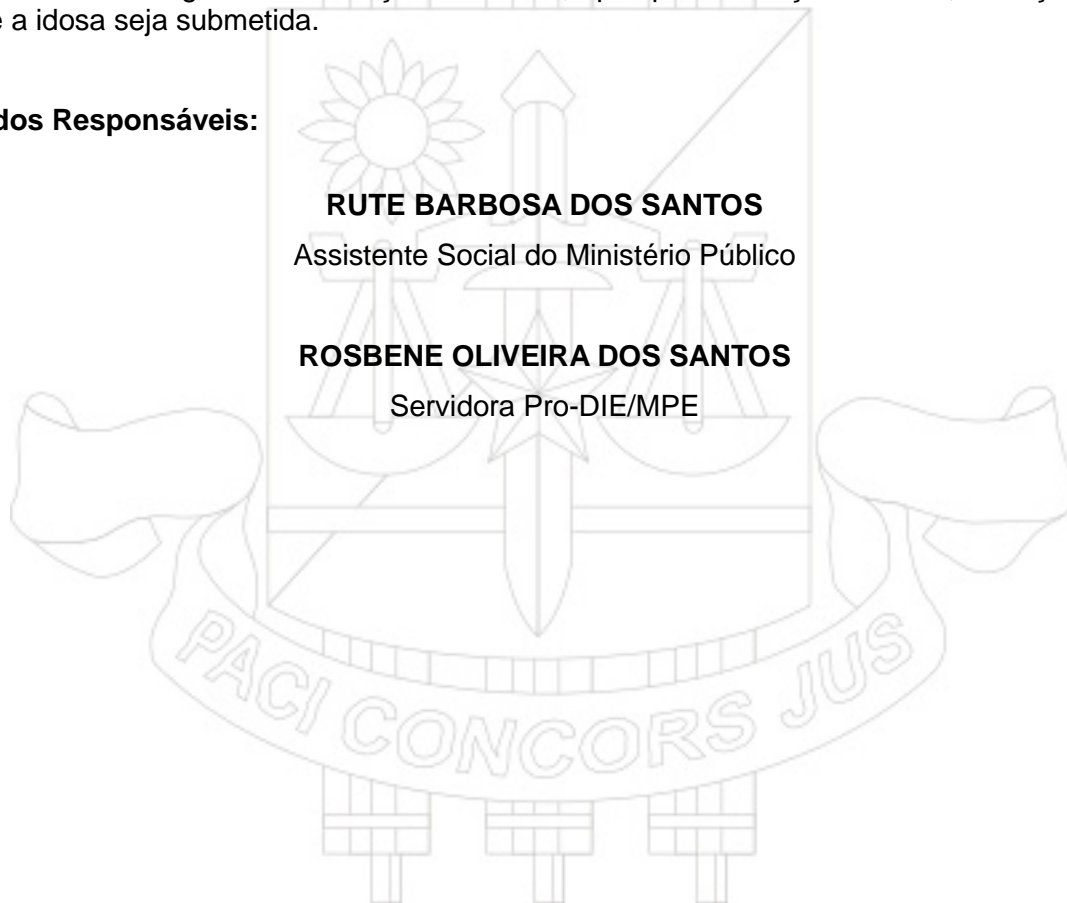 e a idosa seja submetida.
dos Responsáveis:
RUTE BARBOSA DOS SANTOS
Assistente Social do Ministério Público
ROSBENE OLIVEIRA DOS SANTOS
Servidora Pro-DIE/MPE
PACI CONCORS JUS